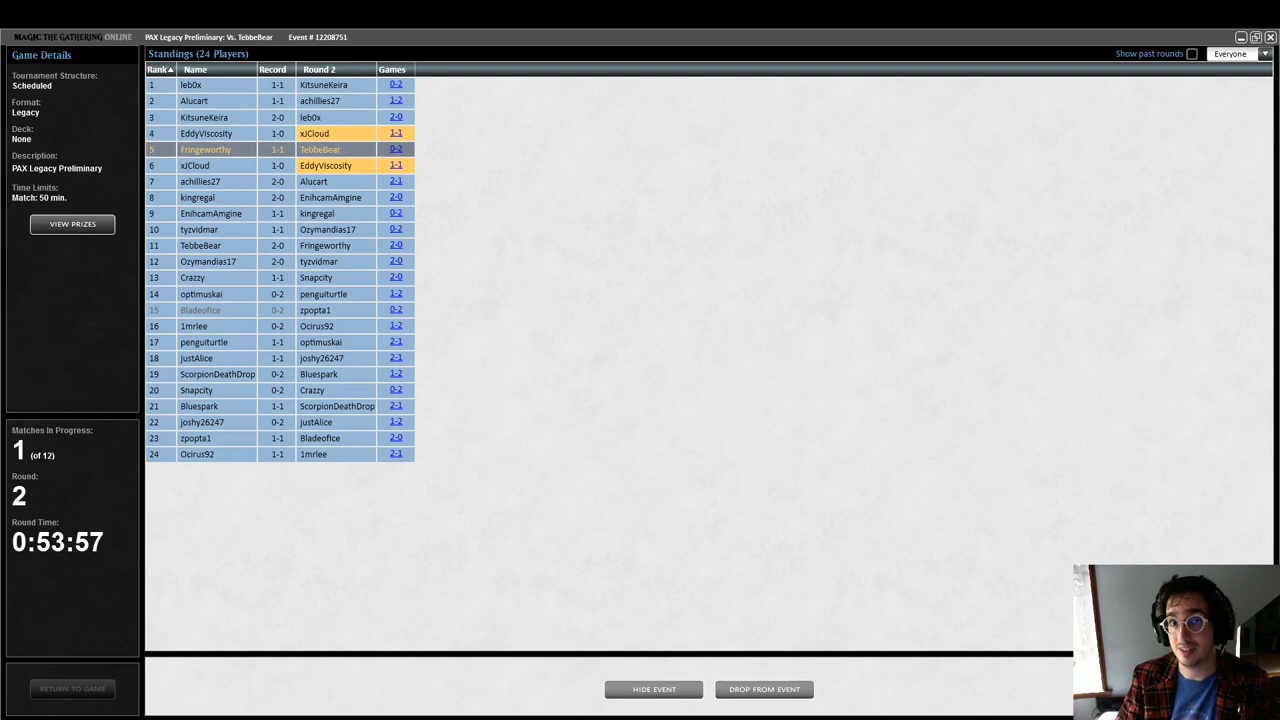 MAGIC THE GATHERING ONLINE
PAX Legacy Preliminary: Vs. TebbeBear Event # 12208751
Game Details
Tournament Structure:
Scheduled
Format:
Legacy
Deck:
None
Description:
PAX Legacy Preliminary
Time Limits:
Match: 50 min.
VIEW PRIZES
Matches In Progress:
1 (of 12)
Round:
2
Round Time:
0:53:57
RETURN TO GAME
Standings (24 Players)
Show past rounds Everyone
Rank Name Record Round 2 Games
1 leb0x 1-1 KitsuneKeira 0-2
2 Alucart 1-1 achillies27 1-2
3 KitsuneKeira 2-0 leb0x 2-0
4 EddyViscosity 1-0 xJCloud 1-1
5 Fringeworthy 1-1 TebbeBear 0-2
6 xJCloud 1-0 EddyViscosity 1-1
7 achillies27 2-0 Alucart 2-1
8 kingregal 2-0 EnihcamAmgine 2-0
9 EnihcamAmgine 1-1 kingregal 0-2
10 tyzvidmar 1-1 Ozymandias17 0-2
11 TebbeBear 2-0 Fringeworthy 2-0
12 Ozymandias17 2-0 tyzvidmar 2-0
13 Crazzy 1-1 Snapcity 2-0
14 optimuskai 0-2 penguiturtle 1-2
15 BladeofIce 0-2 zpopta1 0-2
16 1mrlee 0-2 Ocirus92 1-2
17 penguiturtle 1-1 optimuskai 2-1
18 justAlice 1-1 joshy26247 2-1
19 ScorpionDeathDrop 0-2 Bluespark 1-2
20 Snapcity 0-2 Crazzy 0-2
21 Bluespark 1-1 ScorpionDeathDrop 2-1
22 joshy26247 0-2 justAlice 1-2
23 zpopta1 1-1 BladeofIce 2-0
24 Ocirus92 1-1 1mrlee 2-1
HIDE EVENT DROP FROM EVENT